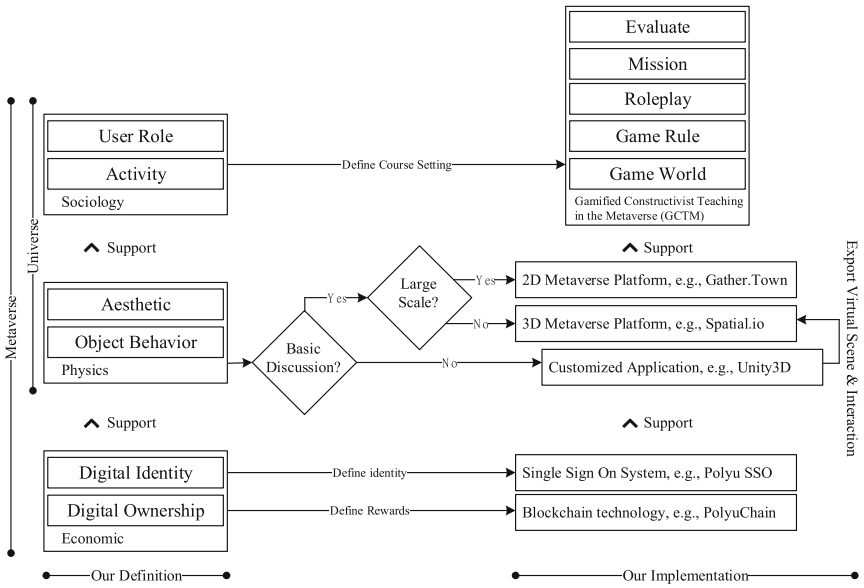 Evaluate
Mission
Roleplay
Game Rule
Game World
Gamified Constructivist Teaching
in the Metaverse (GCTM)
User Role
Activity
Sociology
Define Course Setting
Support
Support
Universe
Metaverse
Aesthetic
Object Behavior
Physics
Basic
Discussion?
Yes
Large
Scale?
Yes
No
No
2D Metaverse Platform, e.g., Gather.Town
3D Metaverse Platform, e.g., Spatial.io
Customized Application, e.g., Unity3D
Export Virtual Scene & Interaction
Support
Support
Digital Identity
Digital Ownership
Economic
Define identity
Define Rewards
Single Sign On System, e.g., Polyu SSO
Blockchain technology, e.g., PolyuChain
Our Definition
Our Implementation